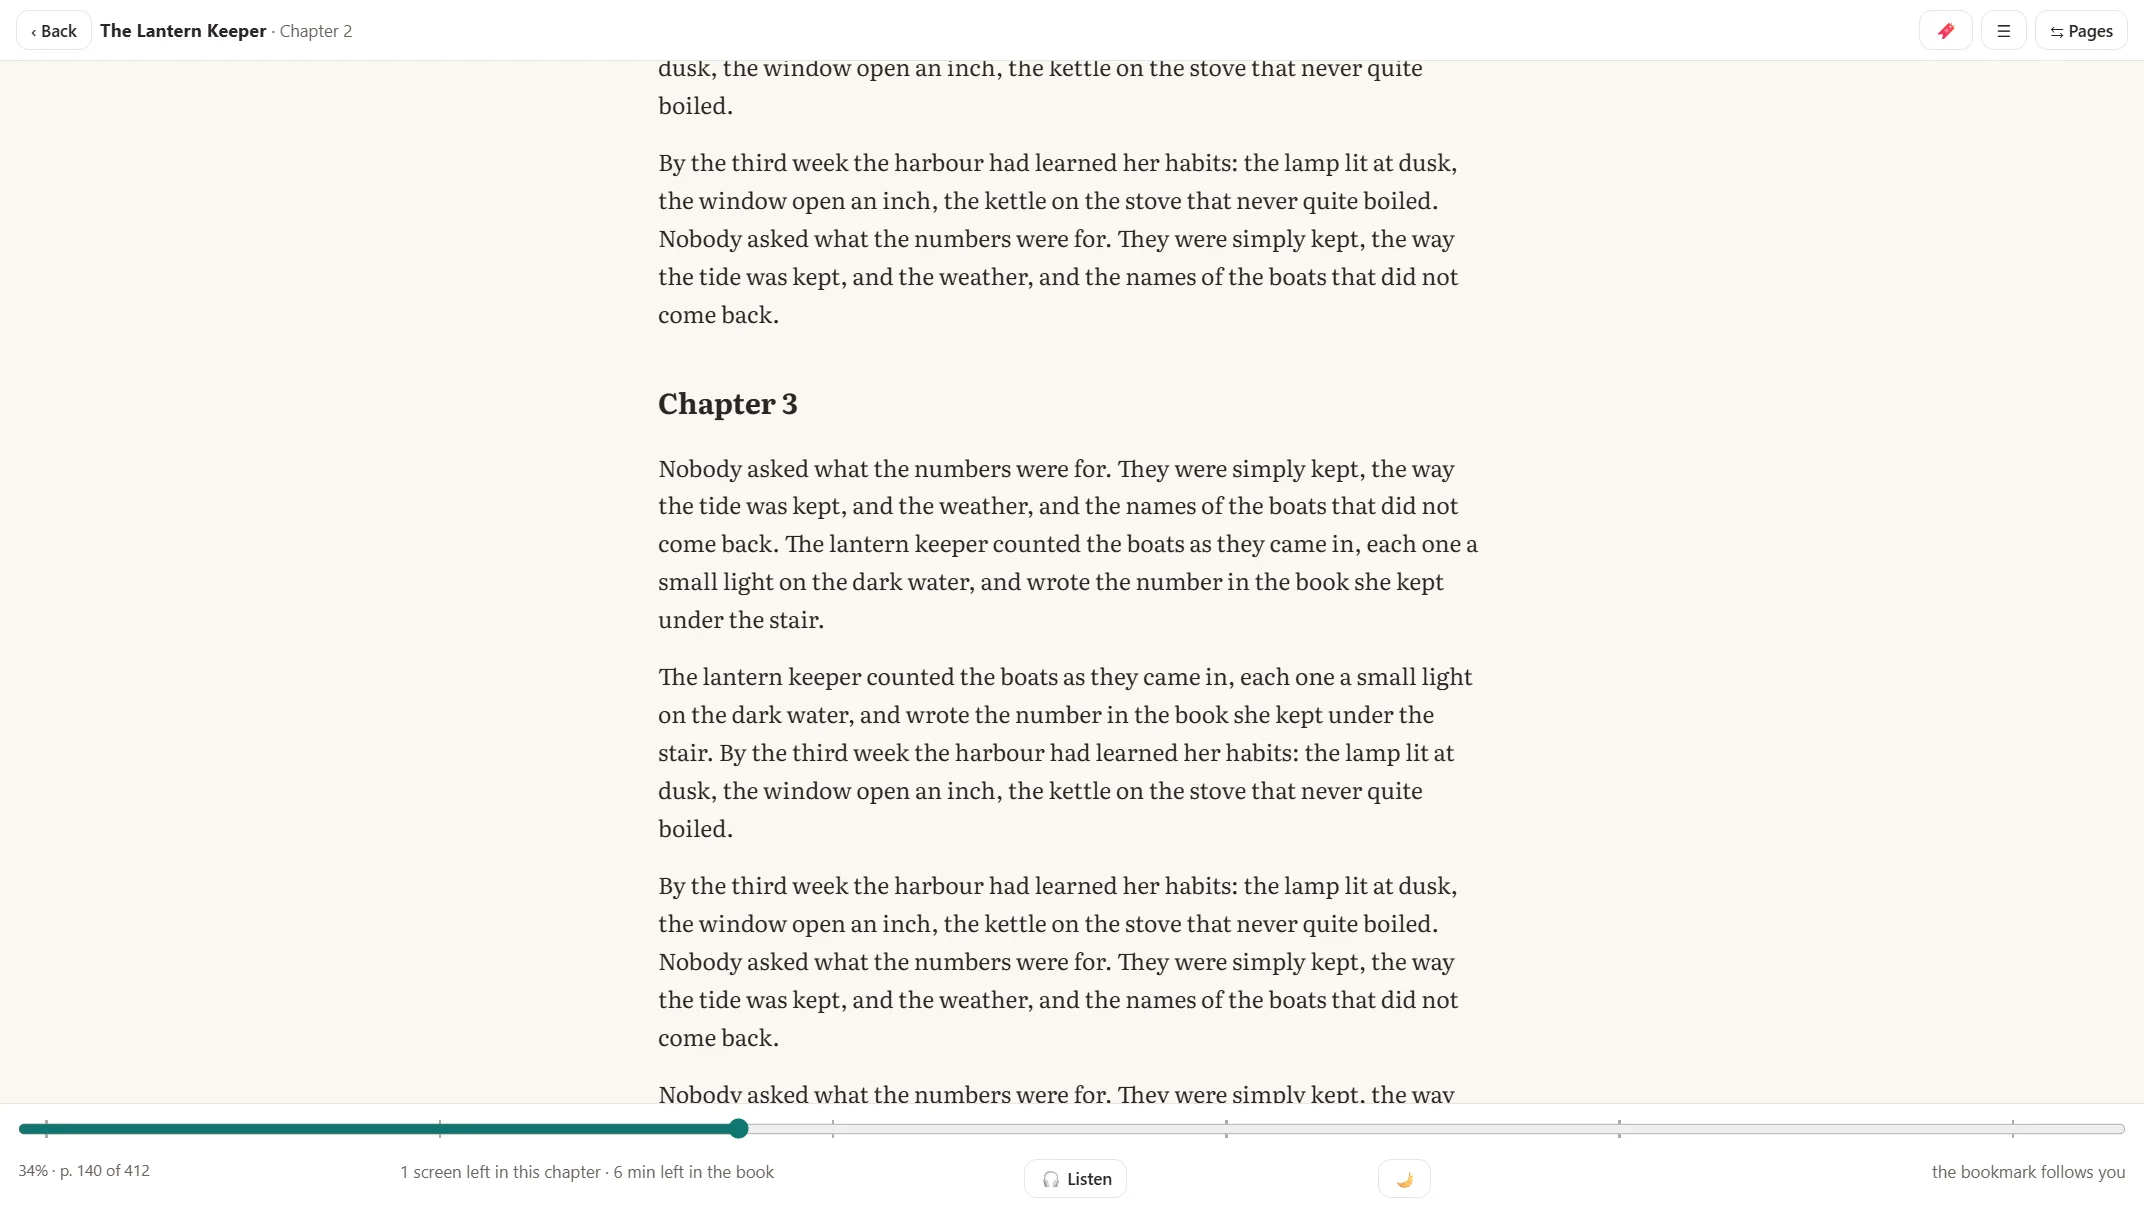 ‹ Back The Lantern Keeper · Chapter 2 ☰ ⇆ Pages
dusk, the window open an inch, the kettle on the stove that never quite
boiled.
By the third week the harbour had learned her habits: the lamp lit at dusk,
the window open an inch, the kettle on the stove that never quite boiled.
Nobody asked what the numbers were for. They were simply kept, the way
the tide was kept, and the weather, and the names of the boats that did not
come back.
Chapter 3
Nobody asked what the numbers were for. They were simply kept, the way
the tide was kept, and the weather, and the names of the boats that did not
come back. The lantern keeper counted the boats as they came in, each one a
small light on the dark water, and wrote the number in the book she kept
under the stair.
The lantern keeper counted the boats as they came in, each one a small light
on the dark water, and wrote the number in the book she kept under the
stair. By the third week the harbour had learned her habits: the lamp lit at
dusk, the window open an inch, the kettle on the stove that never quite
boiled.
By the third week the harbour had learned her habits: the lamp lit at dusk,
the window open an inch, the kettle on the stove that never quite boiled.
Nobody asked what the numbers were for. They were simply kept, the way
the tide was kept, and the weather, and the names of the boats that did not
come back.
Nobody asked what the numbers were for. They were simply kept, the way
34% · p. 140 of 412 1 screen left in this chapter · 6 min left in the book Listen the bookmark follows you